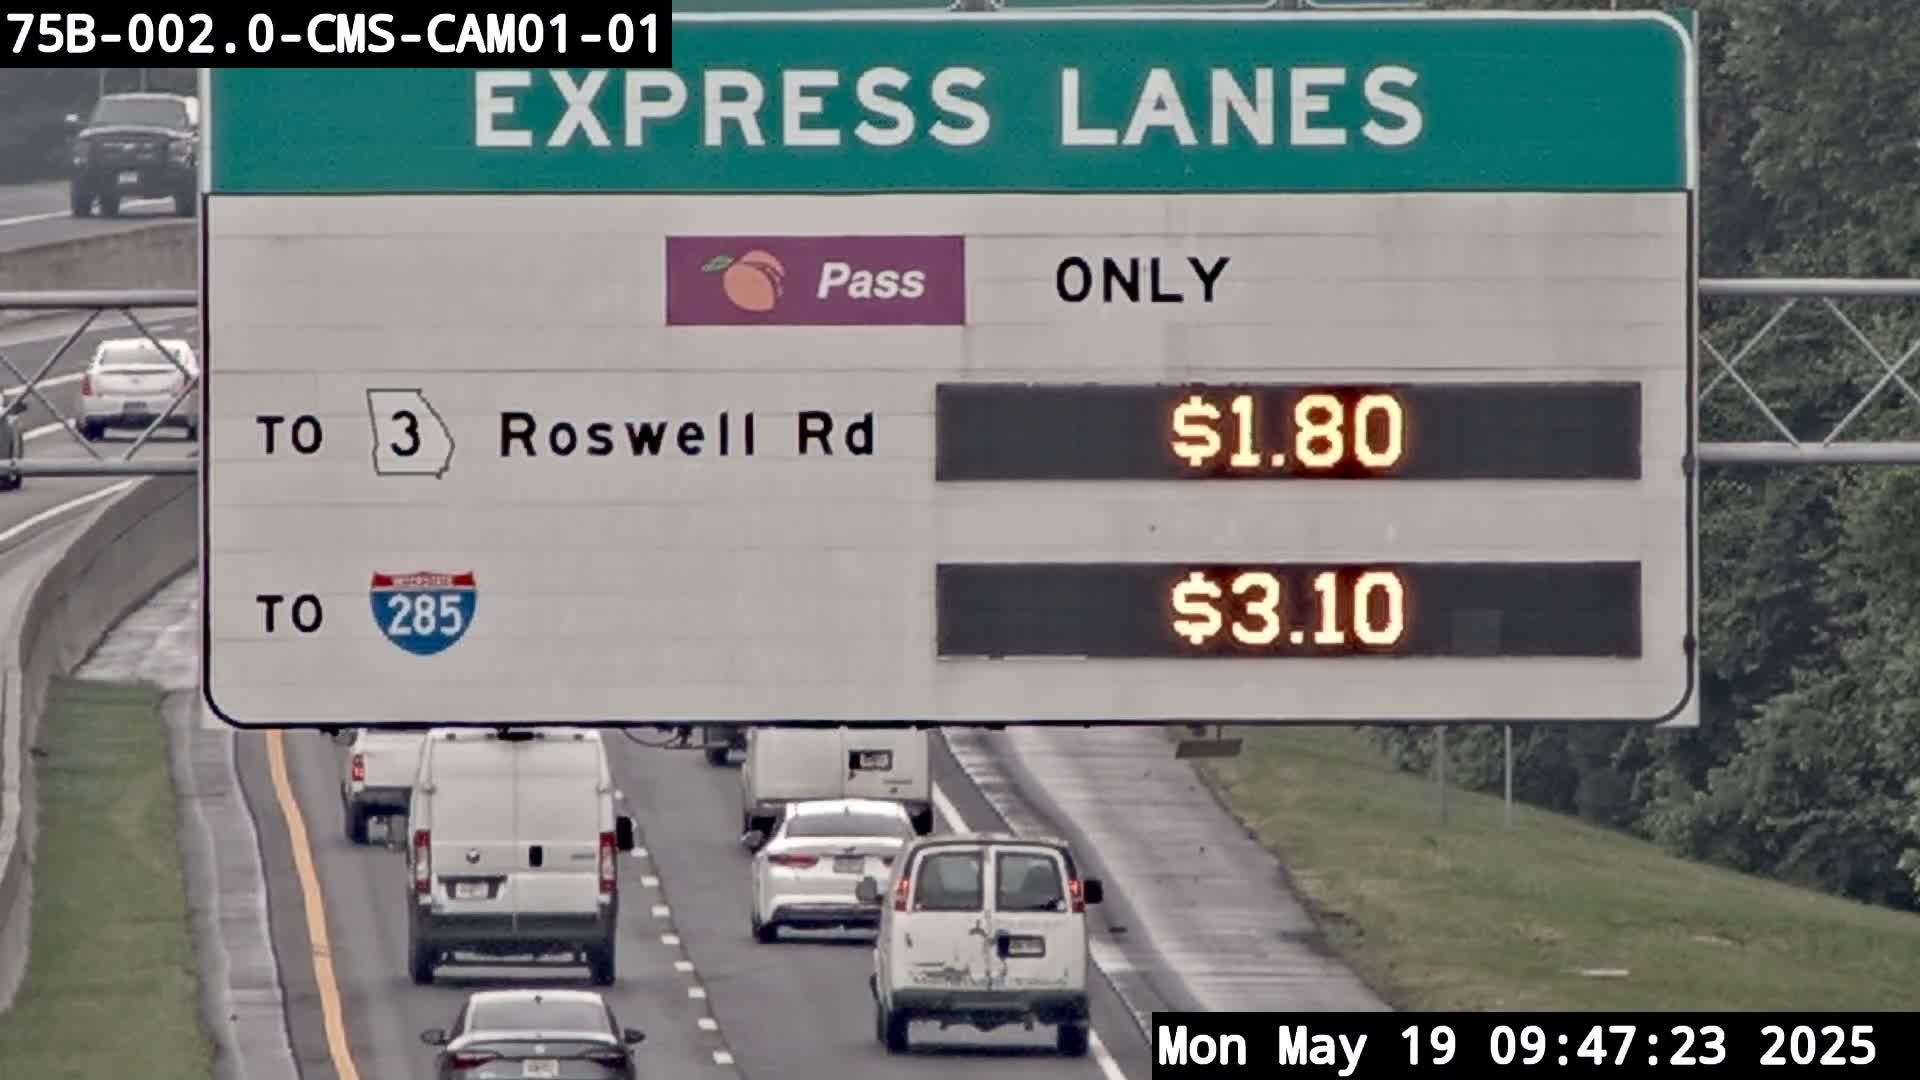 75B-002.0-CMS-CAM01-01
EXPRESS LANES
Pass ONLY
TO 3 Roswell Rd $1.80
INTERSTATE
TO 285 $3.10
Mon May 19 09:47:23 2025